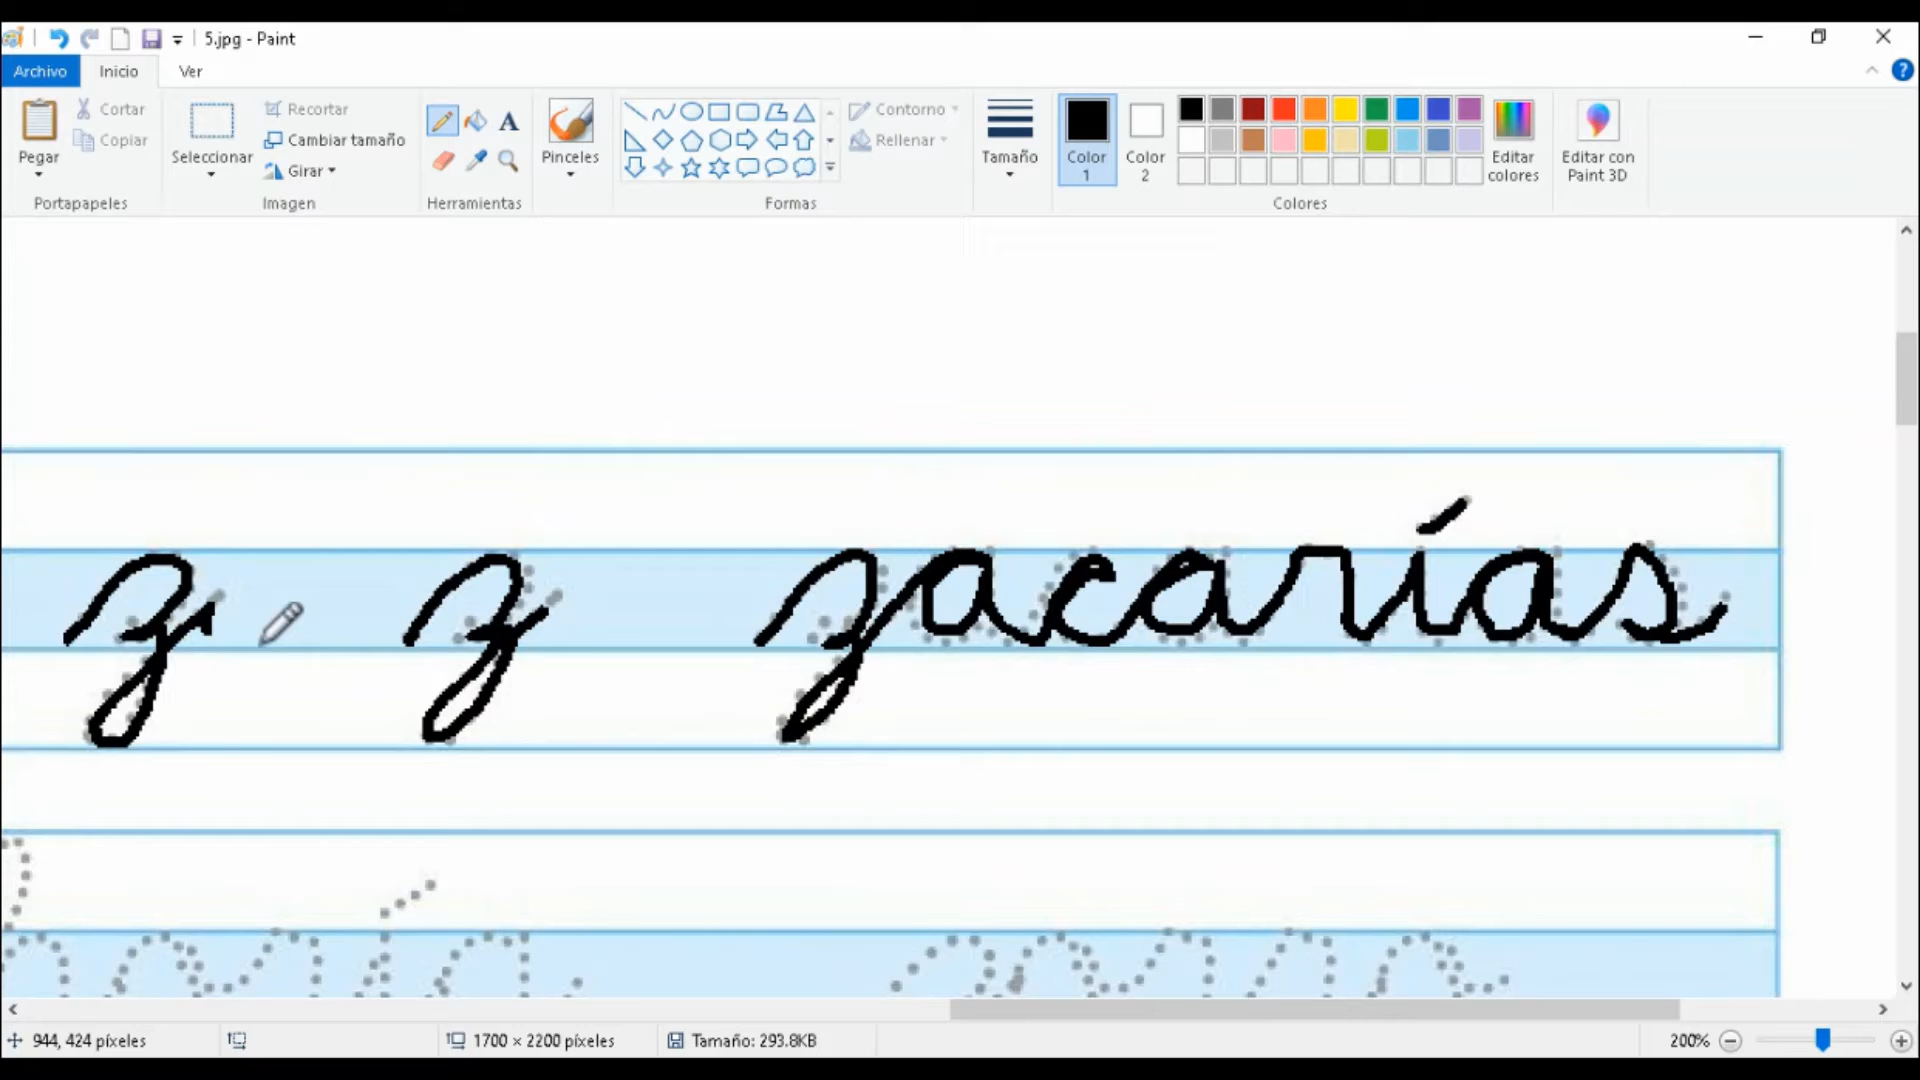 5.jpg - Paint
Archivo Inicio Ver
Pegar Cortar Copiar Portapapeles
Seleccionar Recortar Cambiar tamaño Girar Imagen
A Herramientas
Pinceles
Contorno Rellenar Formas
Tamaño
Color 1 Color 2 Editar colores Colores
Editar con Paint 3D
z z zacarías
944, 424 píxeles 1700 × 2200 píxeles Tamaño: 293.8KB 200%